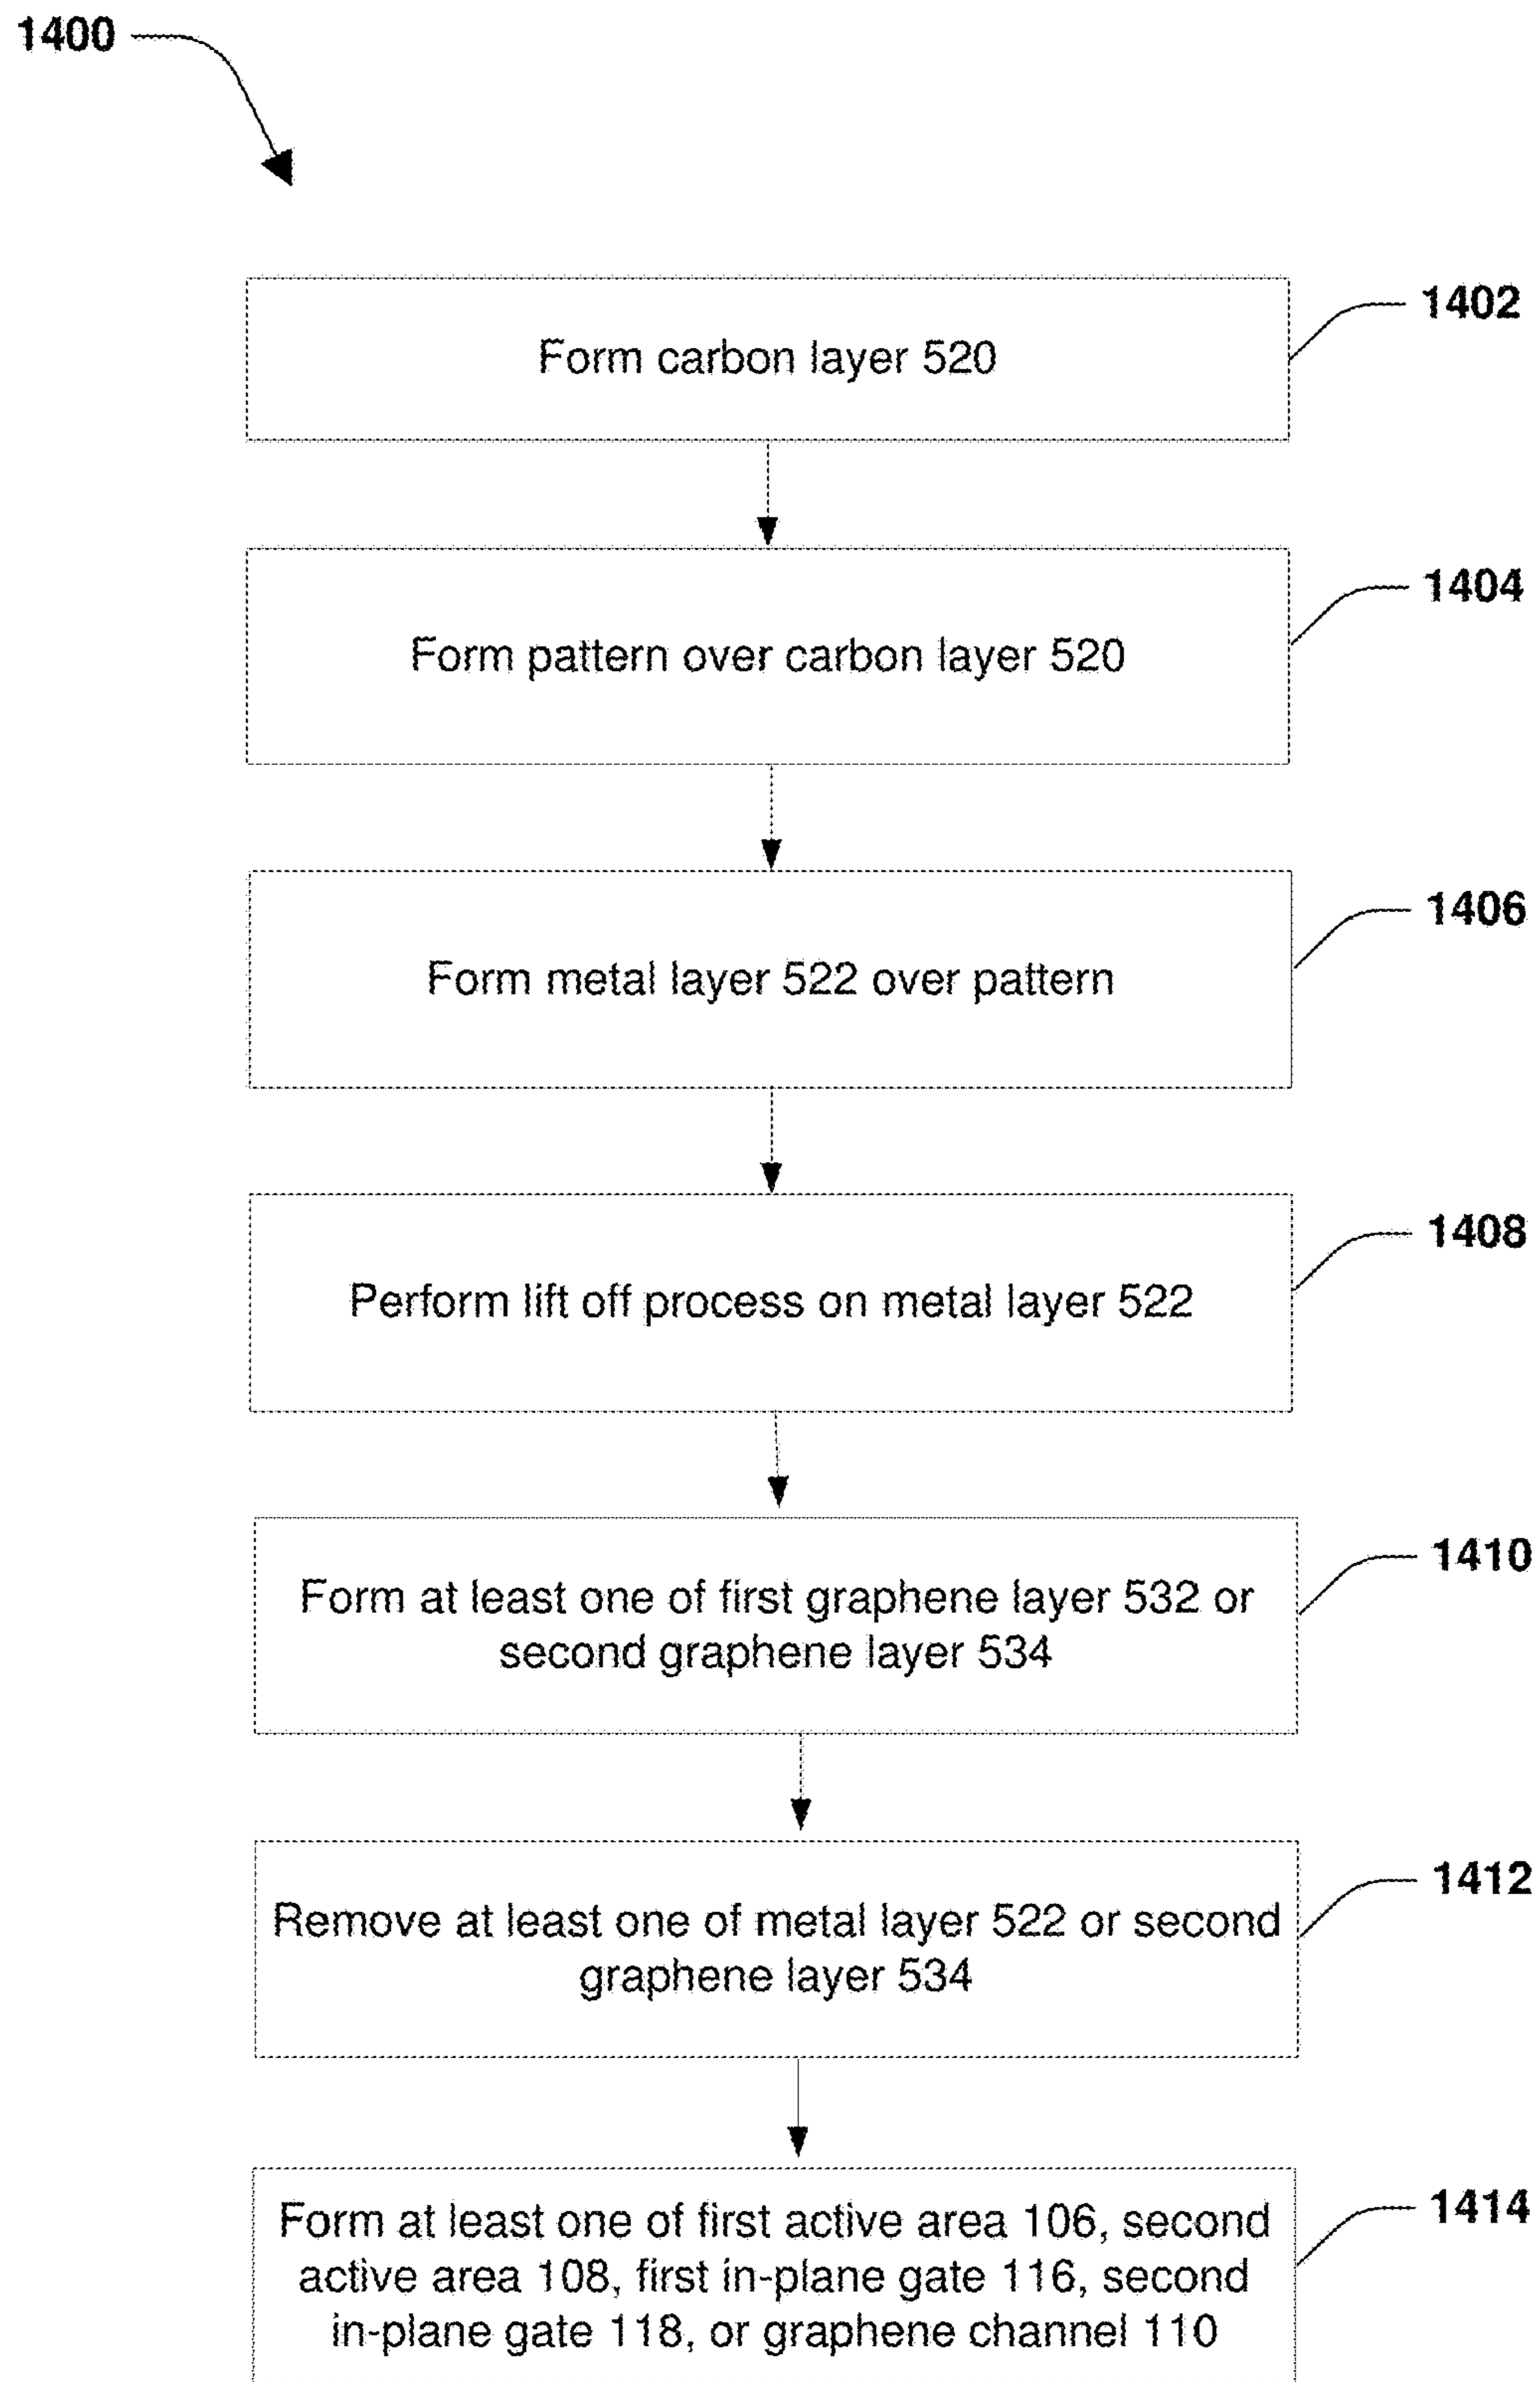 1400
Form carbon layer 520
1402
Form pattern over carbon layer 520
1404
Form metal layer 522 over pattern
1406
Perform lift off process on metal layer 522
1408
Form at least one of first graphene layer 532 or
second graphene layer 534
1410
Remove at least one of metal layer 522 or second
graphene layer 534
1412
Form at least one of first active area 106, second
active area 108, first in-plane gate 116, second
in-plane gate 118, or graphene channel 110
1414